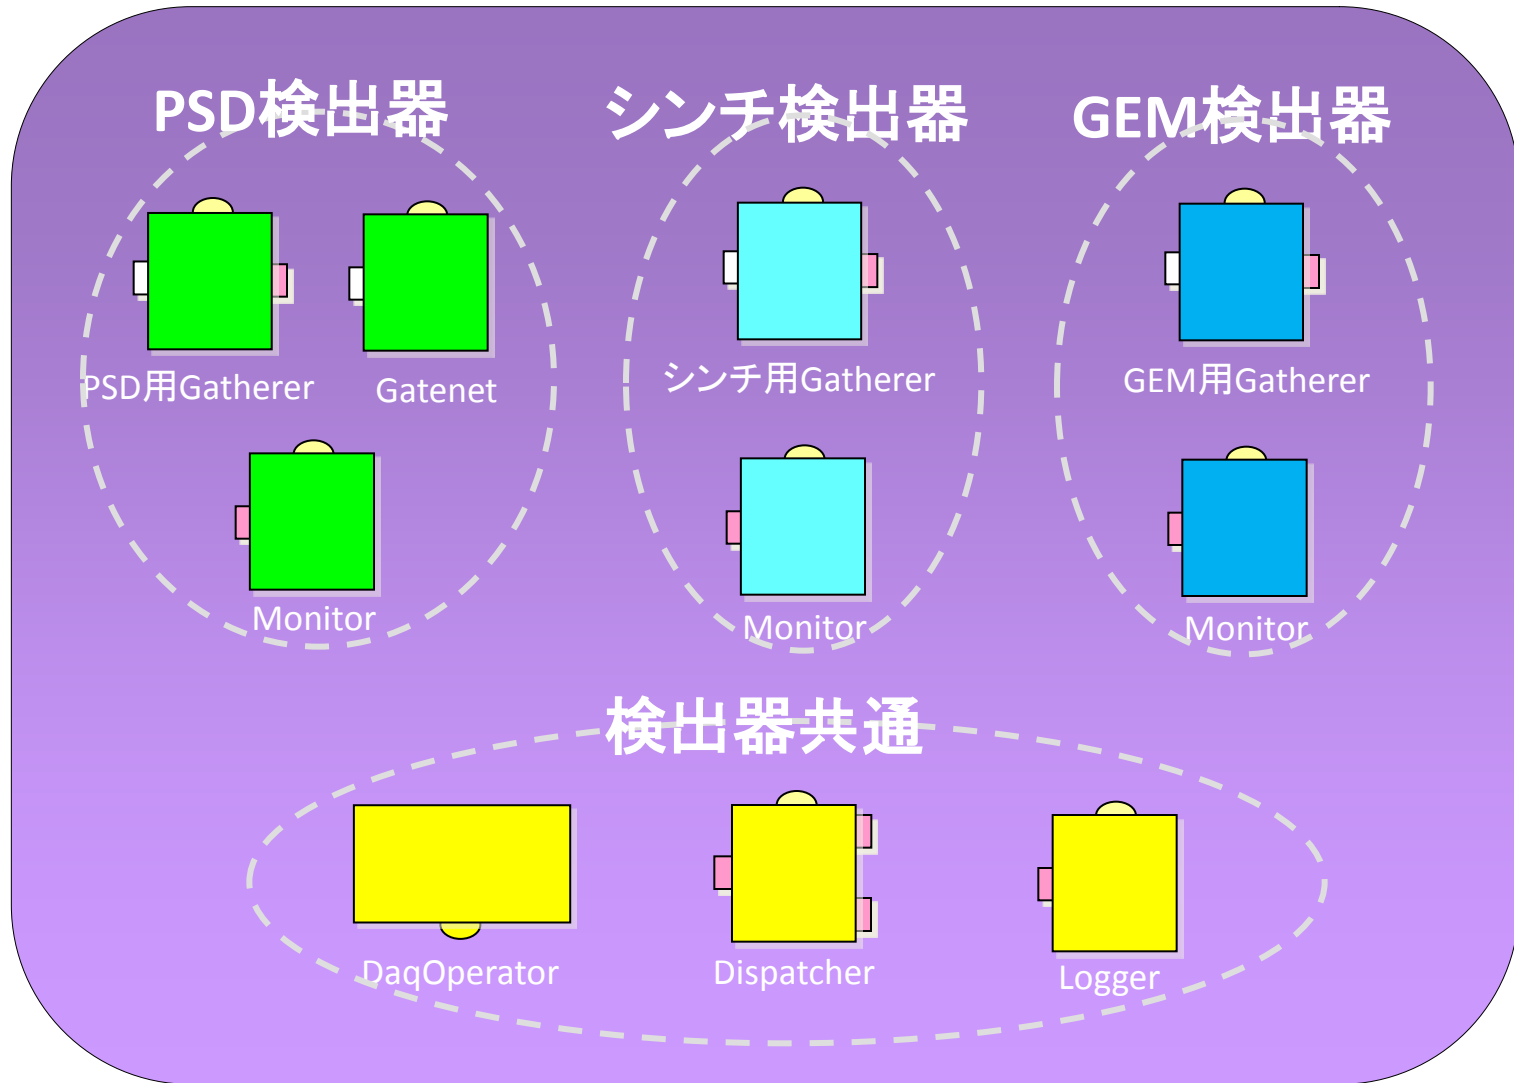 PSD検出器
シンチ検出器
GEM検出器
PSD用Gatherer
Gatenet
シンチ用Gatherer
GEM用Gatherer
Monitor
Monitor
Monitor
検出器共通
DaqOperator
Dispatcher
Logger